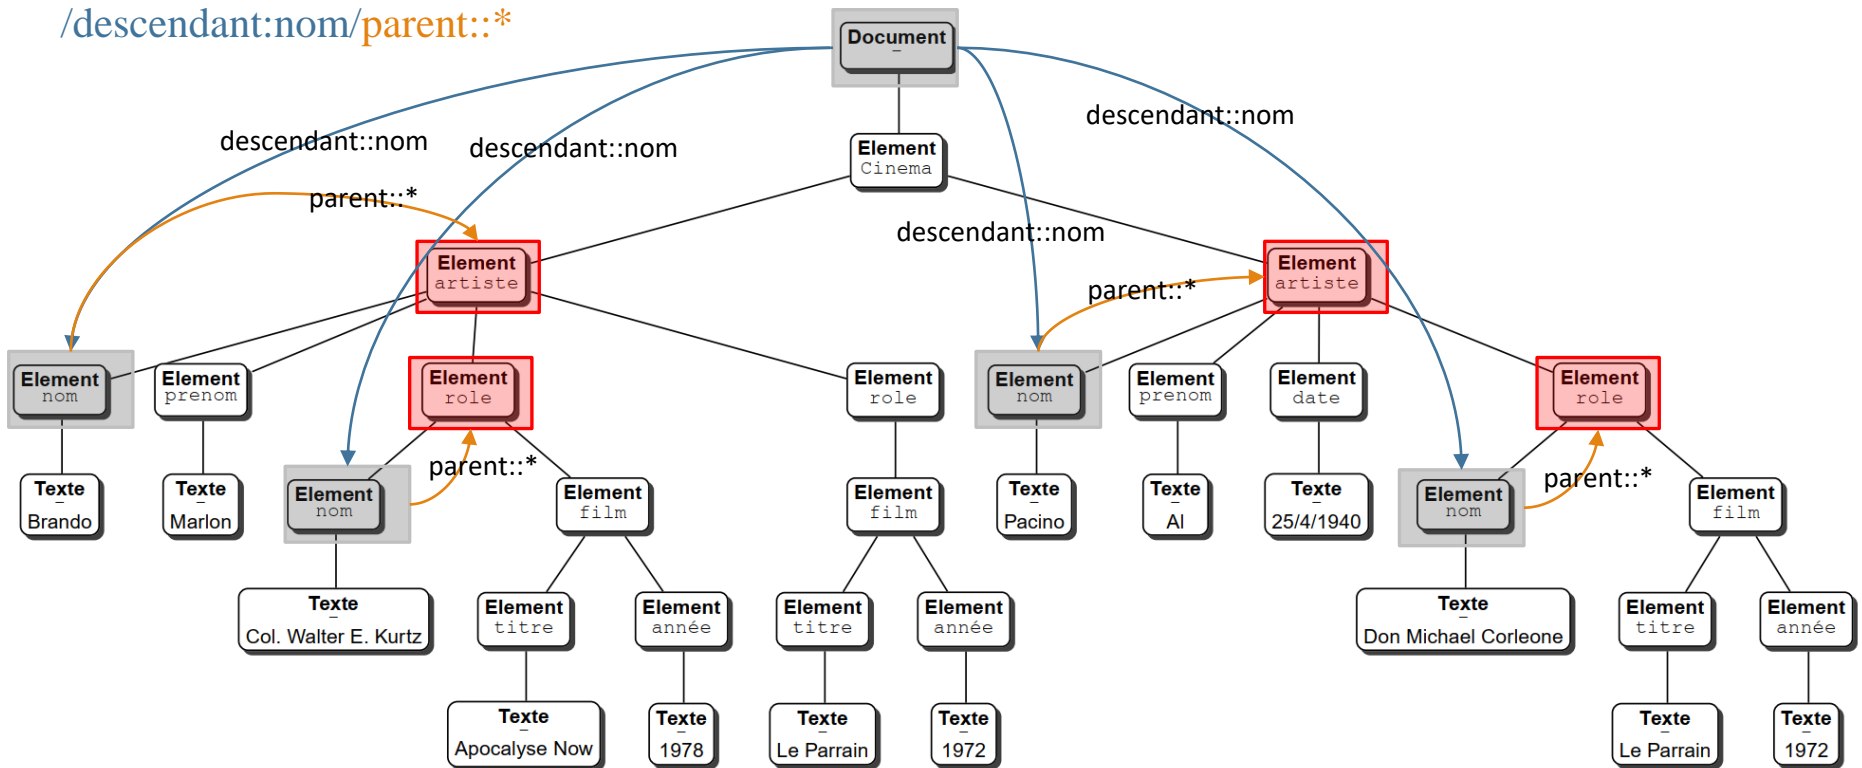 /descendant:nom/parent::*
Document
–
descendant::nom
descendant::nom
descendant::nom
Element
Cinema
parent::*
descendant::nom
Element
artiste
Element
artiste
parent::*
Element
nom
Element
prenom
Element
role
Element
role
Element
nom
Element
prenom
Element
date
Element
role
parent::*
parent::*
Texte
–
Brando
Texte
–
Marlon
Element
nom
Element
film
Element
film
Texte
–
Pacino
Texte
–
Al
Texte
–
25/4/1940
Element
nom
Element
film
Texte
–
Col. Walter E. Kurtz
Element
titre
Element
année
Element
titre
Element
année
Texte
–
Don Michael Corleone
Element
titre
Element
année
Texte
–
Apocalyse Now
Texte
–
1978
Texte
–
Le Parrain
Texte
–
1972
Texte
–
Le Parrain
Texte
–
1972